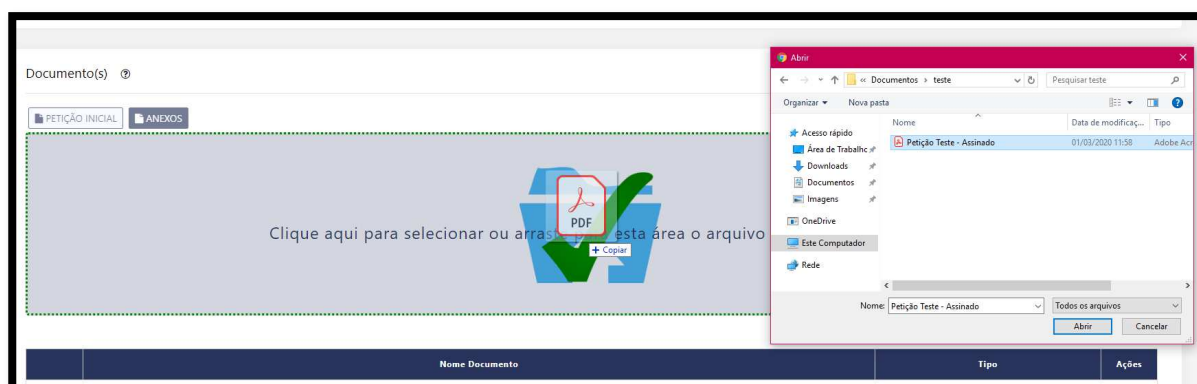 Documento(s)
PETIÇÃO INICIAL
ANEXOS
Clique aqui para selecionar ou arraste para esta área o arquivo
PDF
+ Copiar
Nome Documento
Tipo
Ações
Abrir
« Documentos › teste
Pesquisar teste
Organizar
Nova pasta
Acesso rápido
Área de Trabalho
Downloads
Documentos
Imagens
OneDrive
Este Computador
Rede
Nome
Data de modificaç...
Tipo
Petição Teste - Assinado
01/03/2020 11:58
Adobe Acr
Nome: Petição Teste - Assinado
Todos os arquivos
Abrir
Cancelar